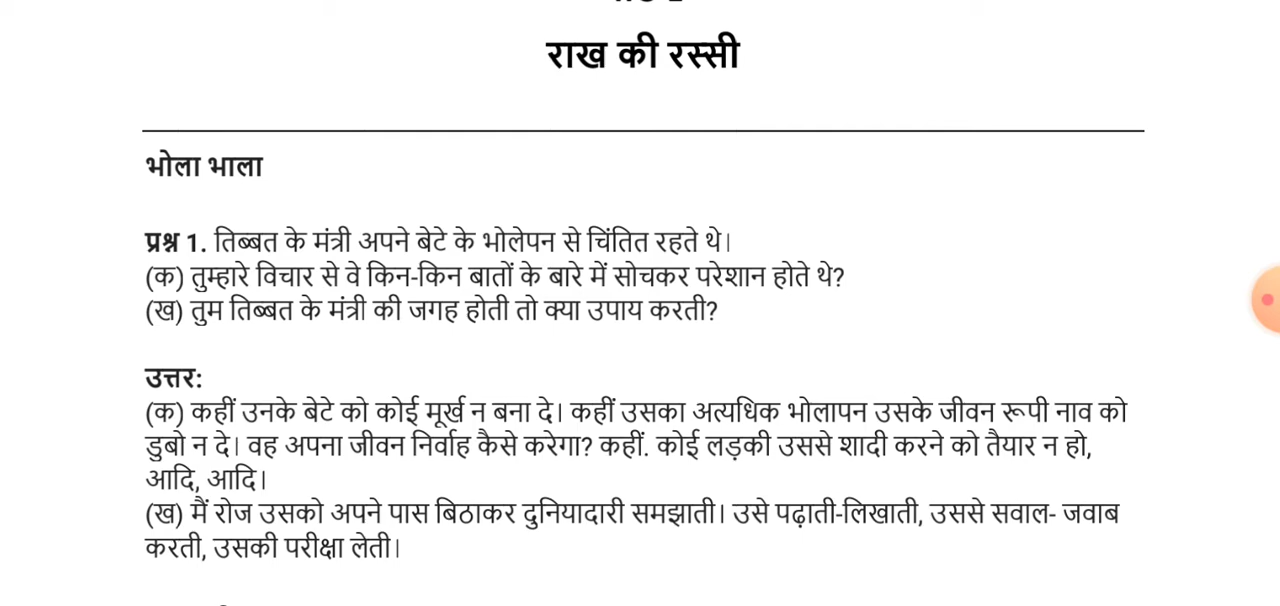 राख की रस्सी
भोला भाला
प्रश्न 1. तिब्बत के मंत्री अपने बेटे के भोलेपन से चिंतित रहते थे।
(क) तुम्हारे विचार से वे किन-किन बातों के बारे में सोचकर परेशान होते थे?
(ख) तुम तिब्बत के मंत्री की जगह होती तो क्या उपाय करती?
उत्तर:
(क) कहीं उनके बेटे को कोई मूर्ख न बना दे। कहीं उसका अत्यधिक भोलापन उसके जीवन रूपी नाव को
डुबो न दे। वह अपना जीवन निर्वाह कैसे करेगा? कहीं. कोई लड़की उससे शादी करने को तैयार न हो,
आदि, आदि।
(ख) मैं रोज उसको अपने पास बिठाकर दुनियादारी समझाती। उसे पढ़ाती-लिखाती, उससे सवाल- जवाब
करती, उसकी परीक्षा लेती।